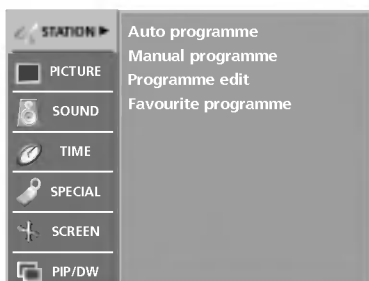 STATION ▶
PICTURE
SOUND
TIME
SPECIAL
SCREEN
PIP/DW
Auto programme
Manual programme
Programme edit
Favourite programme